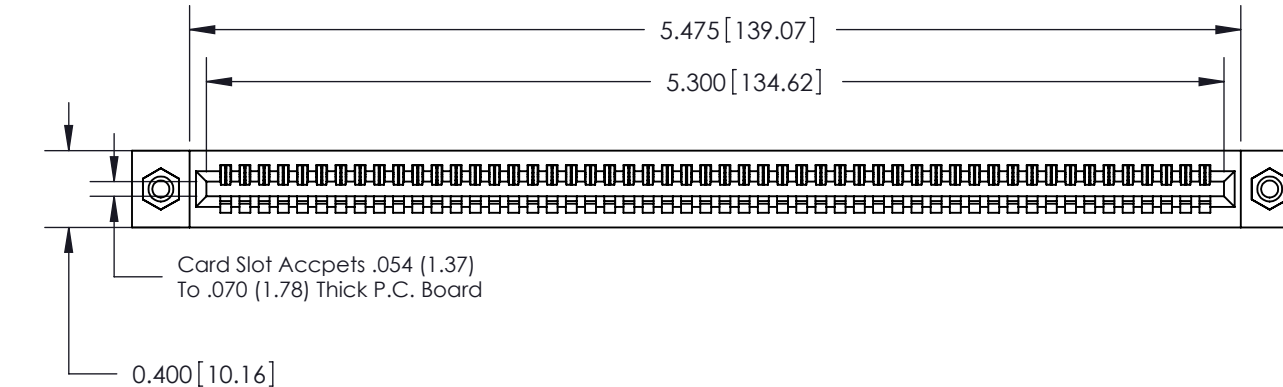 5.475 [139.07]
5.300 [134.62]
Card Slot Accpets .054 (1.37)
To .070 (1.78) Thick P.C. Board
0.400 [10.16]